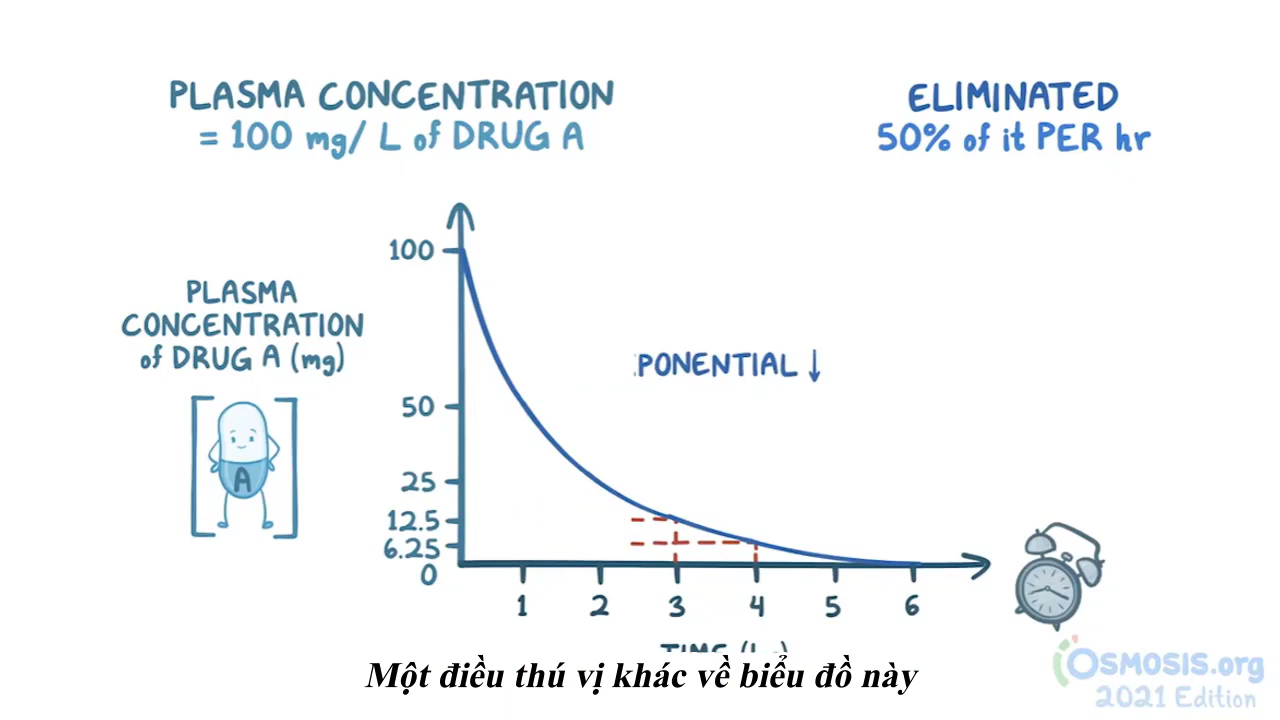 PLASMA CONCENTRATION
= 100 mg/ L of DRUG A
ELIMINATED
50% of it PER hr
PLASMA
CONCENTRATION
of DRUG A (mg)
A
100
50
25
12.5
6.25
0
PONENTIAL ↓
1 2 3 4 5 6
Một điều thú vị khác về biểu đồ này
OSMOSIS.org
2021 Edition